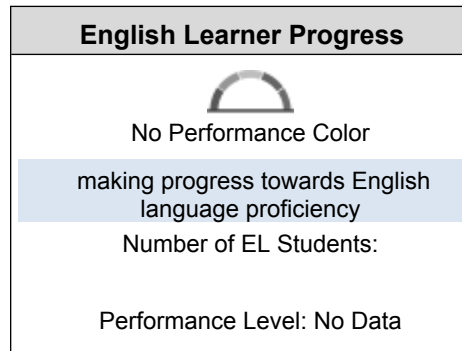 English Learner Progress
No Performance Color
making progress towards English
language proficiency
Number of EL Students:
Performance Level: No Data